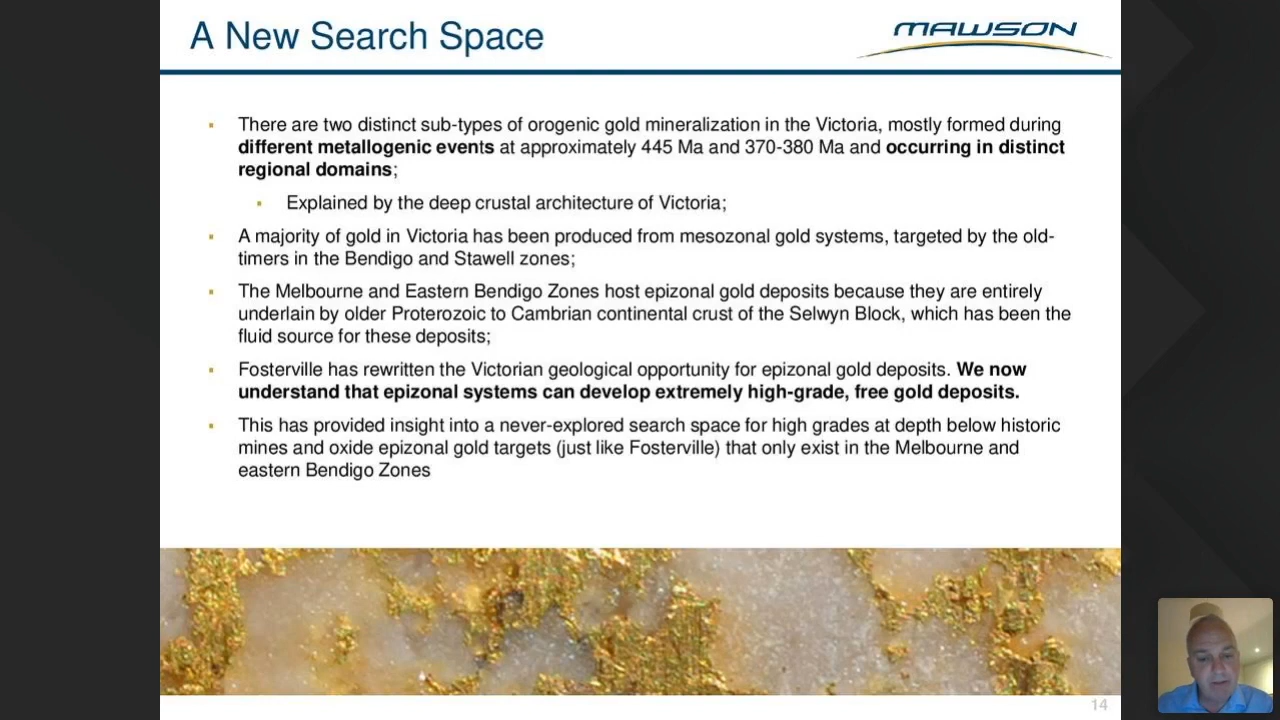 A New Search Space
MAWSON
There are two distinct sub-types of orogenic gold mineralization in the Victoria, mostly formed during
different metallogenic events at approximately 445 Ma and 370-380 Ma and occurring in distinct
regional domains;
Explained by the deep crustal architecture of Victoria;
A majority of gold in Victoria has been produced from mesozonal gold systems, targeted by the old-
timers in the Bendigo and Stawell zones;
The Melbourne and Eastern Bendigo Zones host epizonal gold deposits because they are entirely
underlain by older Proterozoic to Cambrian continental crust of the Selwyn Block, which has been the
fluid source for these deposits;
Fosterville has rewritten the Victorian geological opportunity for epizonal gold deposits. We now
understand that epizonal systems can develop extremely high-grade, free gold deposits.
This has provided insight into a never-explored search space for high grades at depth below historic
mines and oxide epizonal gold targets (just like Fosterville) that only exist in the Melbourne and
eastern Bendigo Zones
14